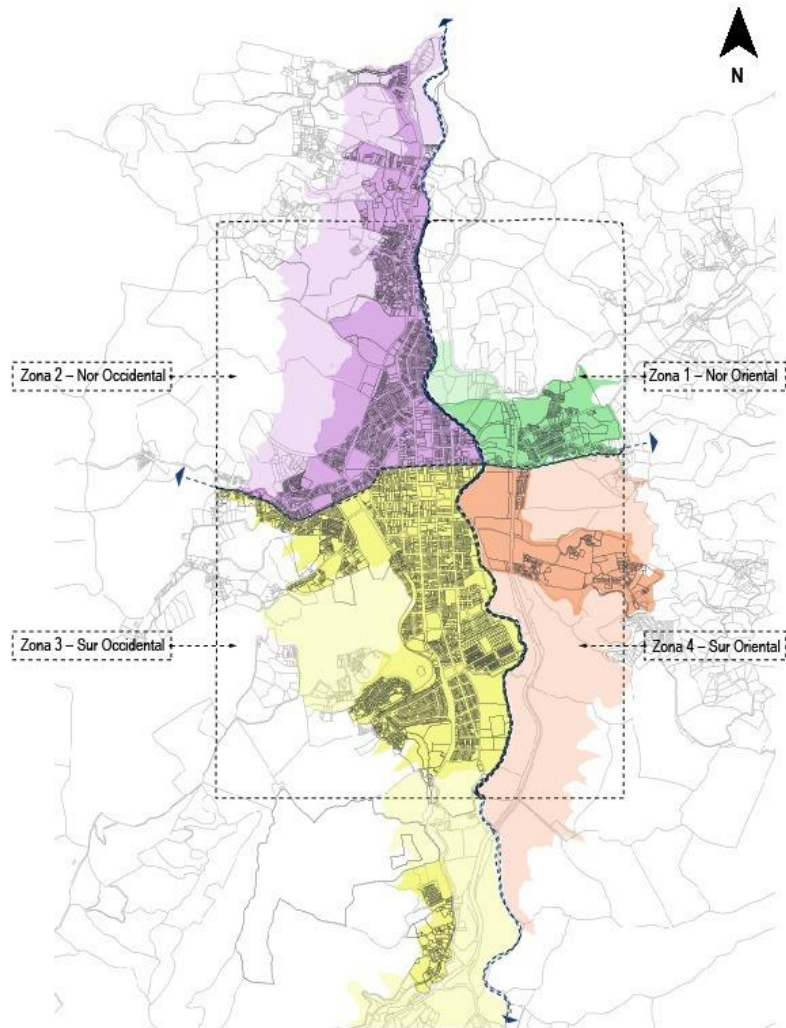 N
Zona 2 – Nor Occidental
Zona 1 – Nor Oriental
Zona 3 – Sur Occidental
Zona 4 – Sur Oriental